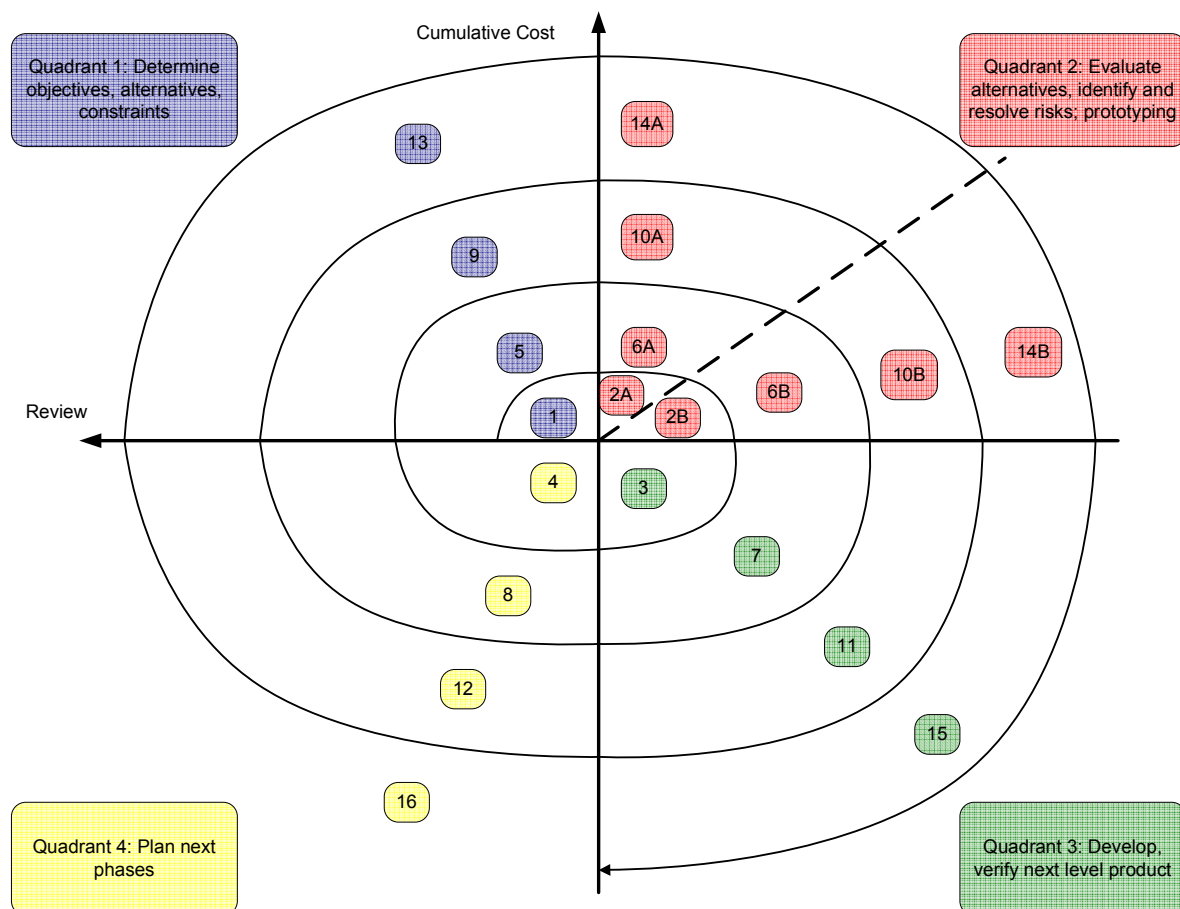 Cumulative Cost
Quadrant 1: Determine
objectives, alternatives,
constraints
Quadrant 2: Evaluate
alternatives, identify and
resolve risks; prototyping
13
14A
9
10A
5
6A
14B
10B
6B
2A
1
2B
Review
4
3
7
8
11
12
15
16
Quadrant 4: Plan next
phases
Quadrant 3: Develop,
verify next level product